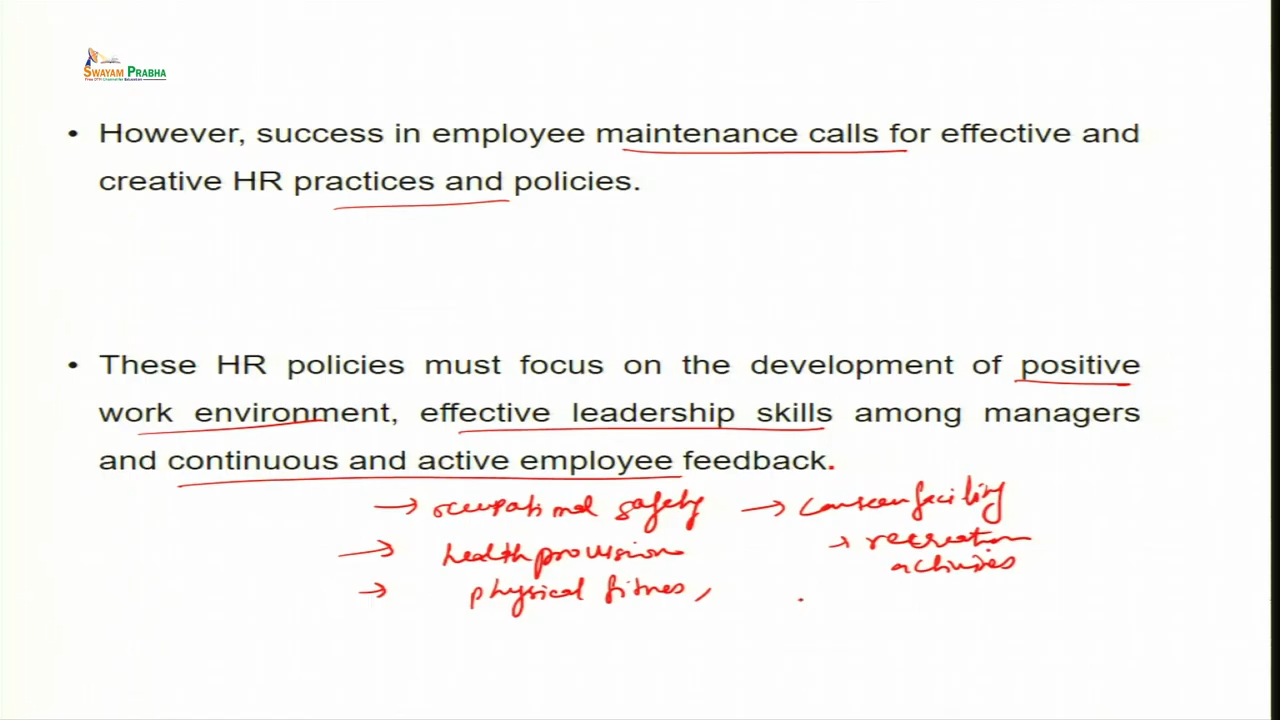 SWAYAM PRABHA
• However, success in employee maintenance calls for effective and
creative HR practices and policies.
• These HR policies must focus on the development of positive
work environment, effective leadership skills among managers
and continuous and active employee feedback.
→ occupational safety → facility
→ health provisions → recreation
activities
→ physical fitness,